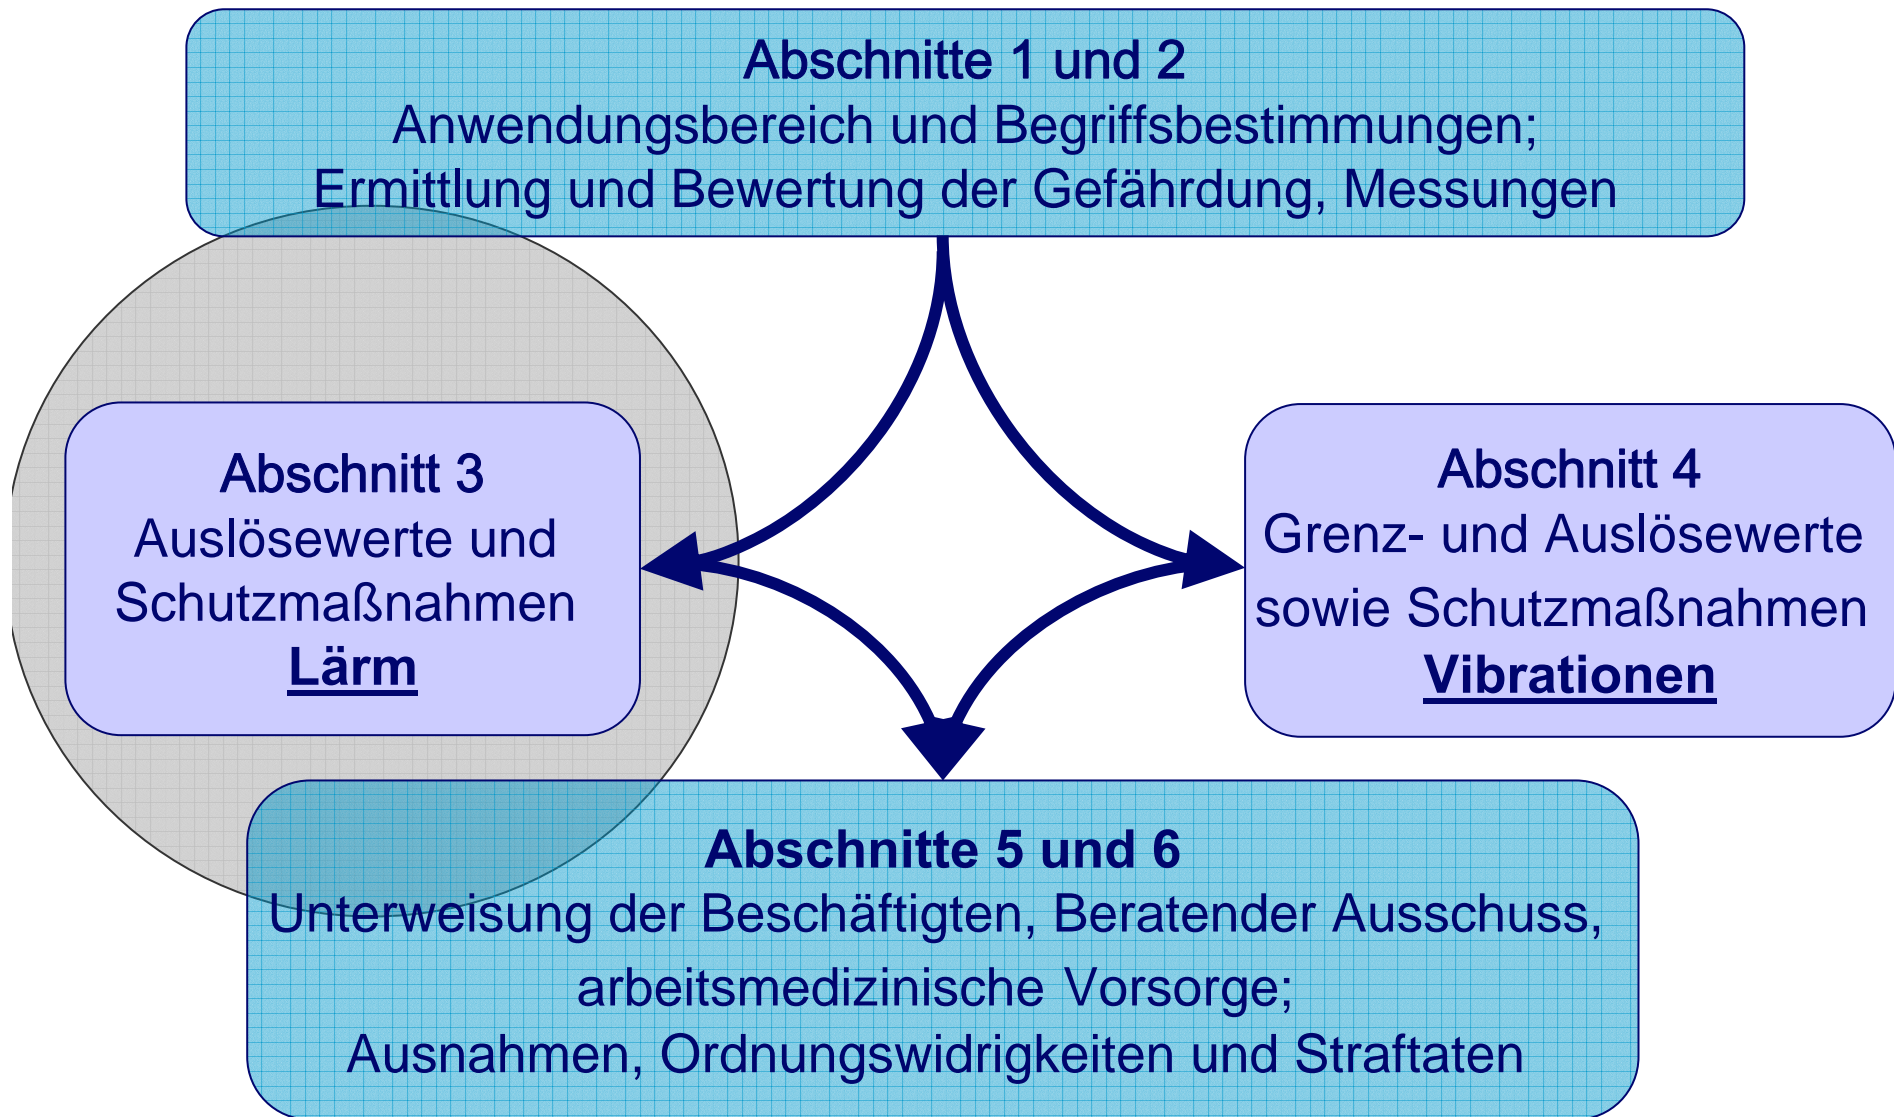 Abschnitte 1 und 2
Anwendungsbereich und Begriffsbestimmungen;
Ermittlung und Bewertung der Gefährdung, Messungen
Abschnitt 3
Auslösewerte und
Schutzmaßnahmen
Lärm
Abschnitt 4
Grenz- und Auslösewerte
sowie Schutzmaßnahmen
Vibrationen
Abschnitte 5 und 6
Unterweisung der Beschäftigten, Beratender Ausschuss,
arbeitsmedizinische Vorsorge;
Ausnahmen, Ordnungswidrigkeiten und Straftaten